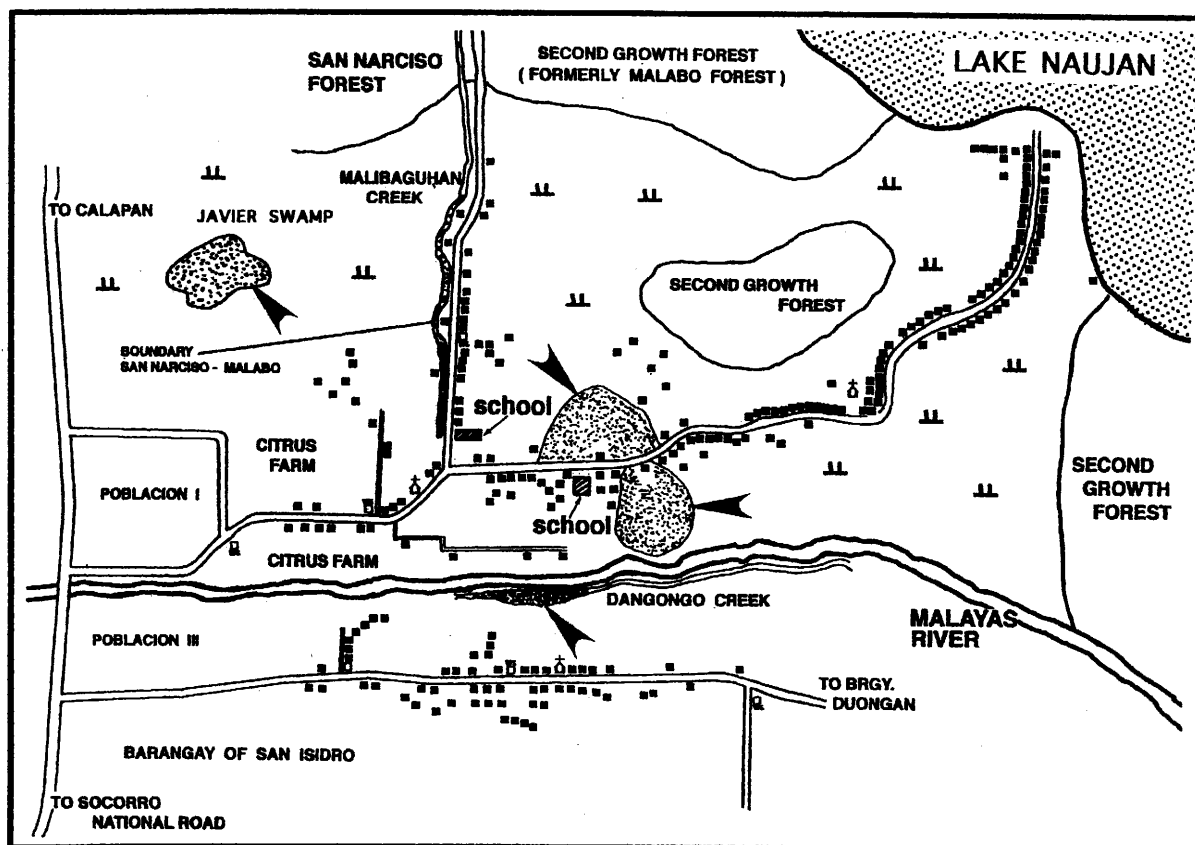 SAN NARCISO
FOREST
SECOND GROWTH FOREST
( FORMERLY MALABO FOREST )
LAKE NAUJAN
MALIBAGUHAN
CREEK
TO CALAPAN
JAVIER SWAMP
SECOND GROWTH
FOREST
BOUNDARY
SAN NARCISO - MALABO
school
CITRUS
FARM
POBLACION I
SECOND
GROWTH
FOREST
school
CITRUS FARM
DANGONGO CREEK
MALAYAS
RIVER
POBLACION III
TO BRGY.
DUONGAN
BARANGAY OF SAN ISIDRO
TO SOCORRO
NATIONAL ROAD